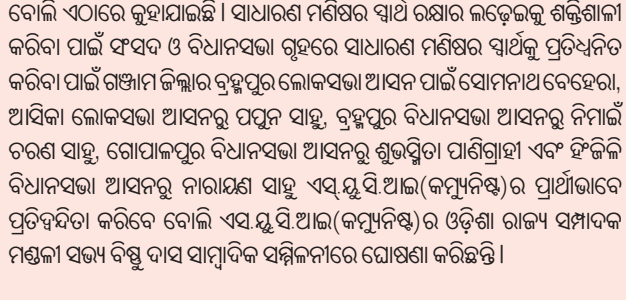 ବୋଲି ଏଠାରେ କୁହାଯାଇଛି । ସାଧାରଣ ମଣିଷର ସ୍ୱାର୍ଥ ରକ୍ଷାର ଲଢ଼େଇକୁ ଶକ୍ତିଶାଳୀ
କରିବା ପାଇଁ ସଂସଦ ଓ ବିଧାନସଭା ଗୃହରେ ସାଧାରଣ ମଣିଷର ସ୍ୱାର୍ଥକୁ ପ୍ରତିଧ୍ୱନିତ
କରିବା ପାଇଁ ଗଞ୍ଜାମ ଜିଲ୍ଲାର ବ୍ରହ୍ମପୁର ଲୋକସଭା ଆସନ ପାଇଁ ସୋମନାଥ ବେହେରା,
ଆସିକା ଲୋକସଭା ଆସନରୁ ପପୁନ ସାହୁ, ବ୍ରହ୍ମପୁର ବିଧାନସଭା ଆସନରୁ ନିମାଇଁ
ଚରଣ ସାହୁ, ଗୋପାଳପୁର ବିଧାନସଭା ଆସନରୁ ଶୁଭସ୍ମିତା ପାଣିଗ୍ରାହୀ ଏବଂ ହିଂଜିଳି
ବିଧାନସଭା ଆସନରୁ ନାରାୟଣ ସାହୁ ଏସ୍.ୟୁ.ସି.ଆଇ(କମ୍ୟୁନିଷ୍ଟ)ର ପ୍ରାର୍ଥୀଭାବେ
ପ୍ରତିଦ୍ୱନ୍ଦିତା କରିବେ ବୋଲି ଏସ.ୟୁ.ସି.ଆଇ(କମ୍ୟୁନିଷ୍ଟ)ର ଓଡ଼ିଶା ରାଜ୍ୟ ସମ୍ପାଦକ
ମଣ୍ଡଳୀ ସଭ୍ୟ ବିଷ୍ଣୁ ଦାସ ସାମ୍ବାଦିକ ସମ୍ମିଳନୀରେ ଘୋଷଣା କରିଛନ୍ତି ।